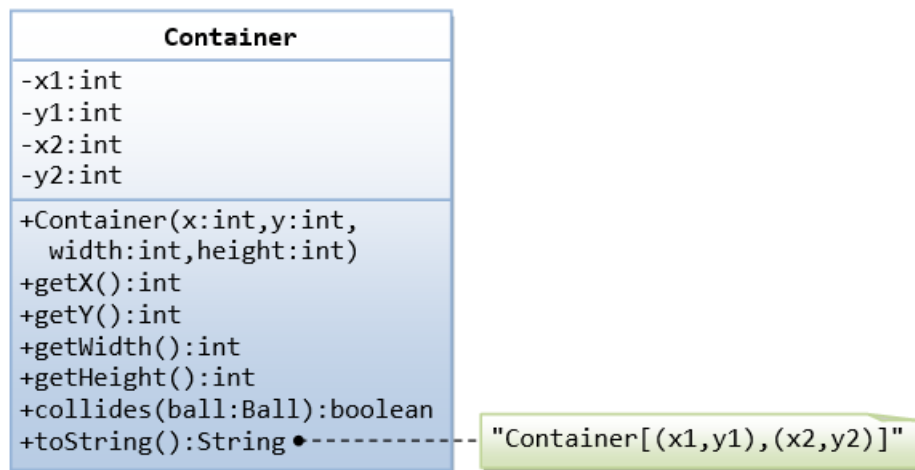 Container
-x1:int
-y1:int
-x2:int
-y2:int
+Container(x:int,y:int,
width:int,height:int)
+getX():int
+getY():int
+getWidth():int
+getHeight():int
+collides(ball:Ball):boolean
+toString():String
"Container[(x1,y1),(x2,y2)]"